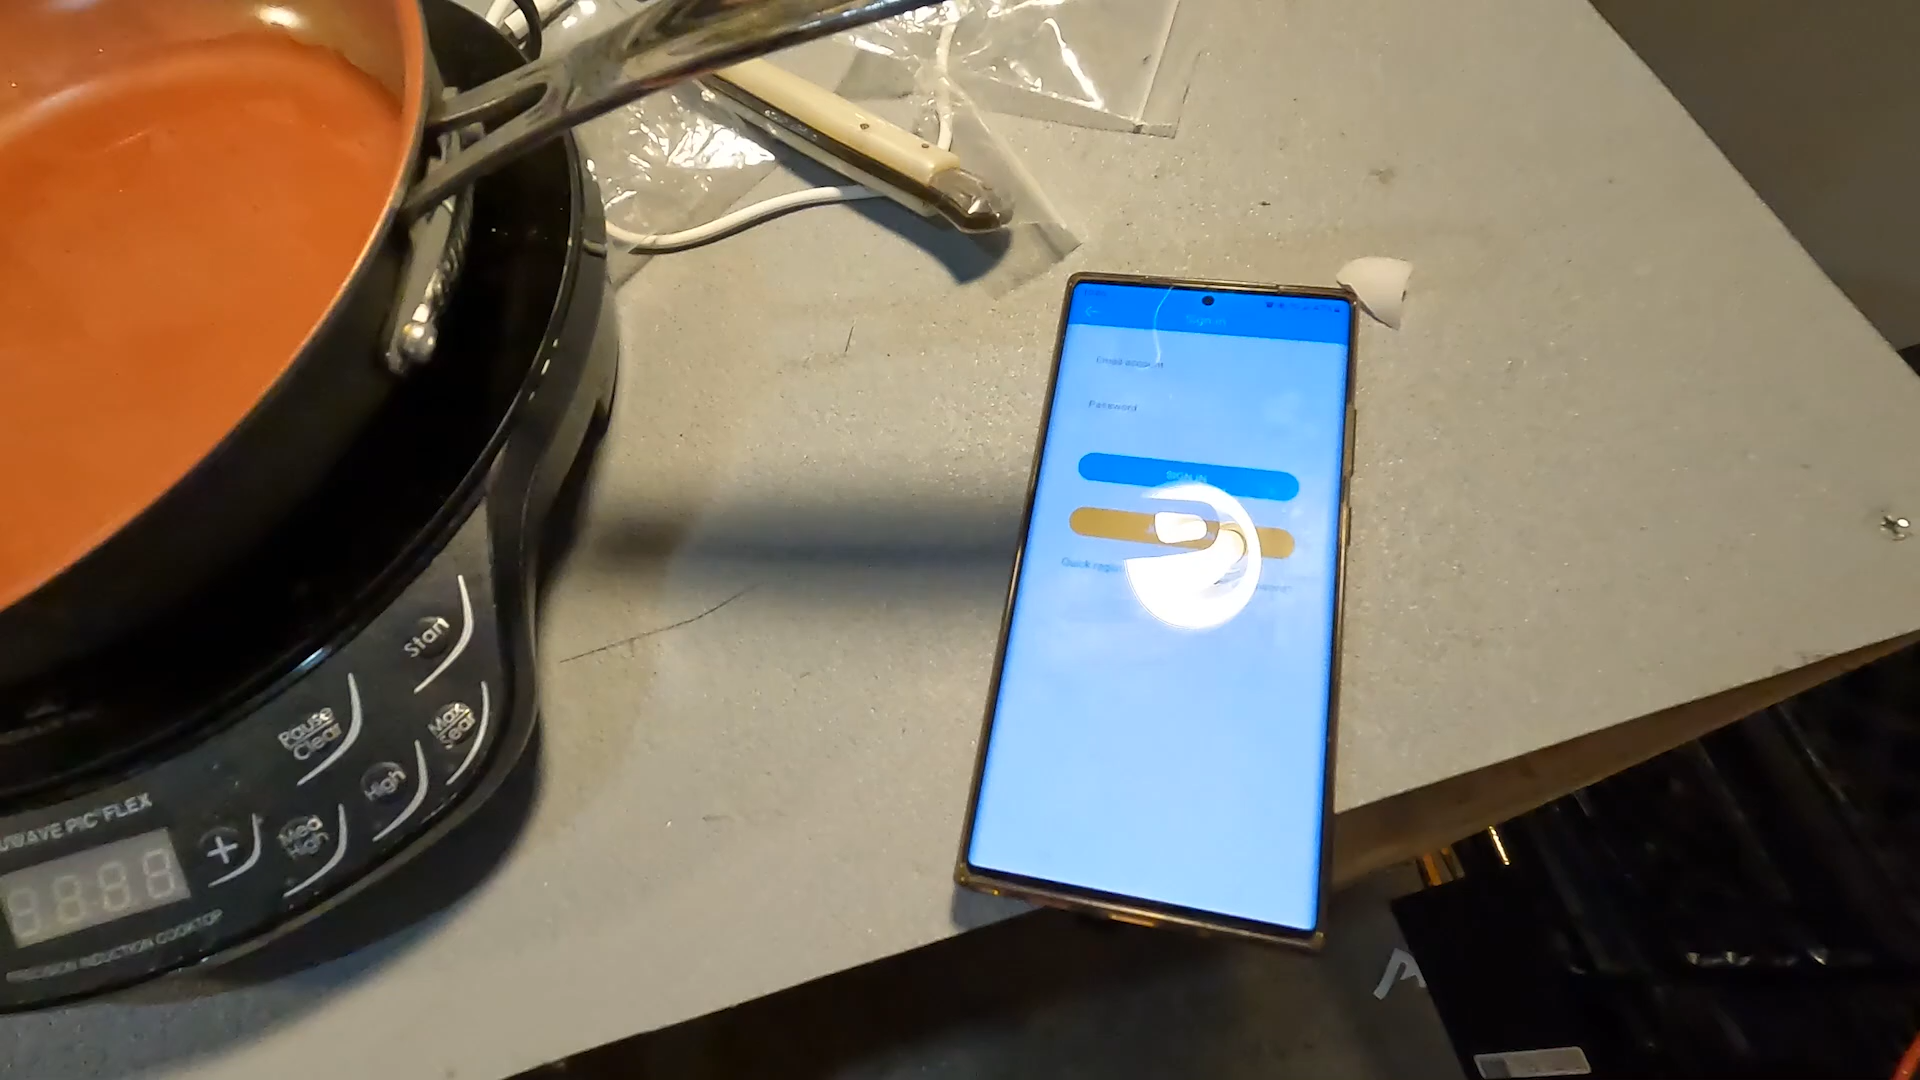 Sign in
Email account
Password
SIGN IN
Quick
Start
Pause
Clear
Max
Sear
High
Med
High
+
PIC FLEX
8888
PRECISION INDUCTION COOKTOP